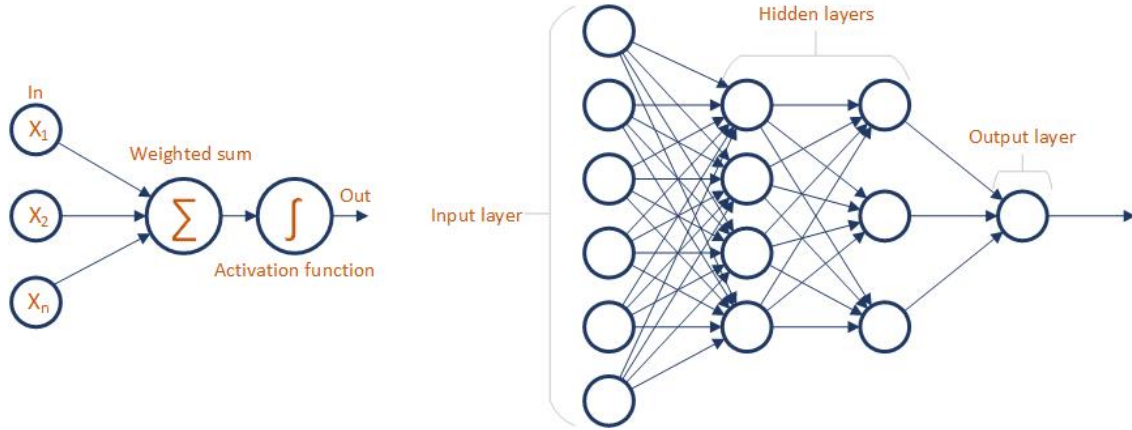 In
X₁
X₂
Xₙ
Weighted sum
∑
∫
Activation function
Out
Input layer
Hidden layers
Output layer